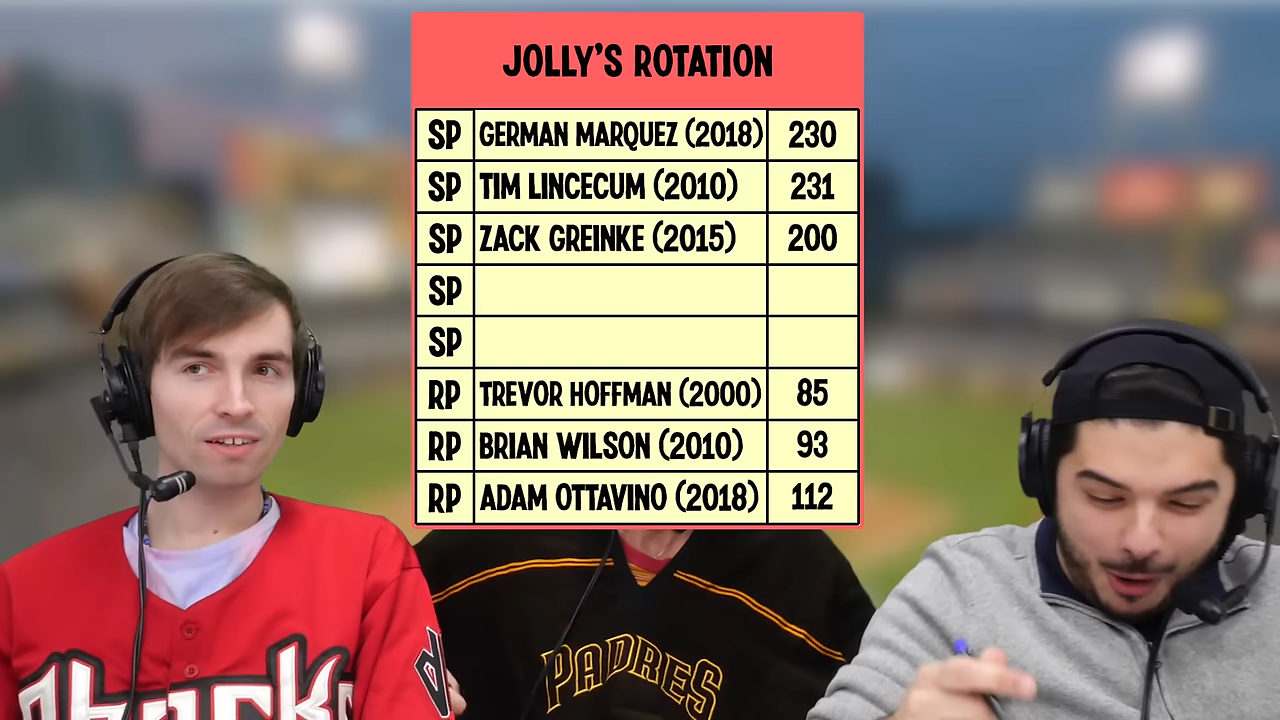 JOLLY'S ROTATION
SP GERMAN MARQUEZ (2018) 230
SP TIM LINCECUM (2010) 231
SP ZACK GREINKE (2015) 200
SP
SP
RP TREVOR HOFFMAN (2000) 85
RP BRIAN WILSON (2010) 93
RP ADAM OTTAVINO (2018) 112
PADRES